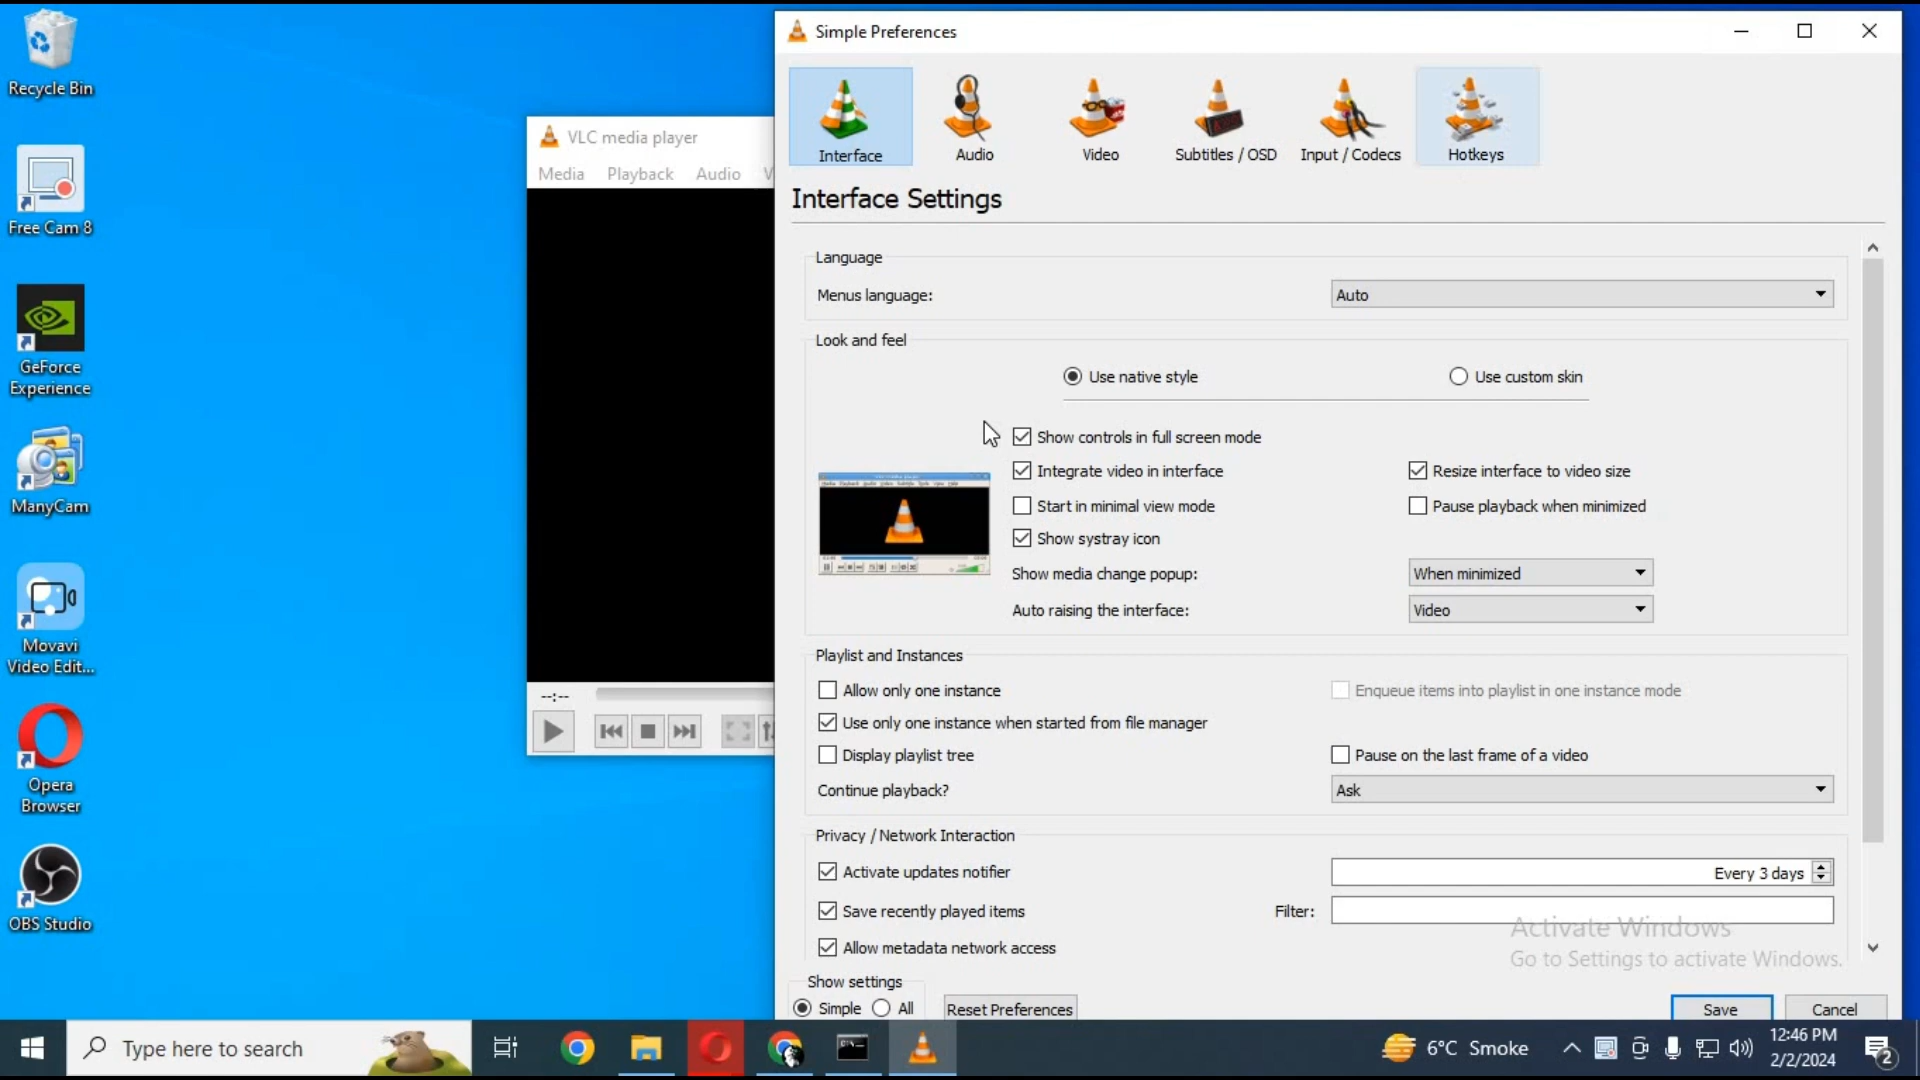 Recycle Bin
Free Cam 8
GeForce
Experience
ManyCam
Movavi
Video Edit...
Opera
Browser
OBS Studio
VLC media player
Media Playback Audio V
--:--
Simple Preferences
Interface Audio Video Subtitles / OSD Input / Codecs Hotkeys
Interface Settings
Language
Menus language: Auto
Look and feel
Use native style Use custom skin
Show controls in full screen mode
Integrate video in interface Resize interface to video size
Start in minimal view mode Pause playback when minimized
Show systray icon
Show media change popup: When minimized
Auto raising the interface: Video
Playlist and Instances
Allow only one instance Enqueue items into playlist in one instance mode
Use only one instance when started from file manager
Display playlist tree Pause on the last frame of a video
Continue playback? Ask
Privacy / Network Interaction
Activate updates notifier Every 3 days
Save recently played items Filter:
Allow metadata network access
Activate Windows
Go to Settings to activate Windows.
Show settings
Simple All Reset Preferences Save Cancel
Type here to search 6°C Smoke 12:46 PM
2/2/2024 2